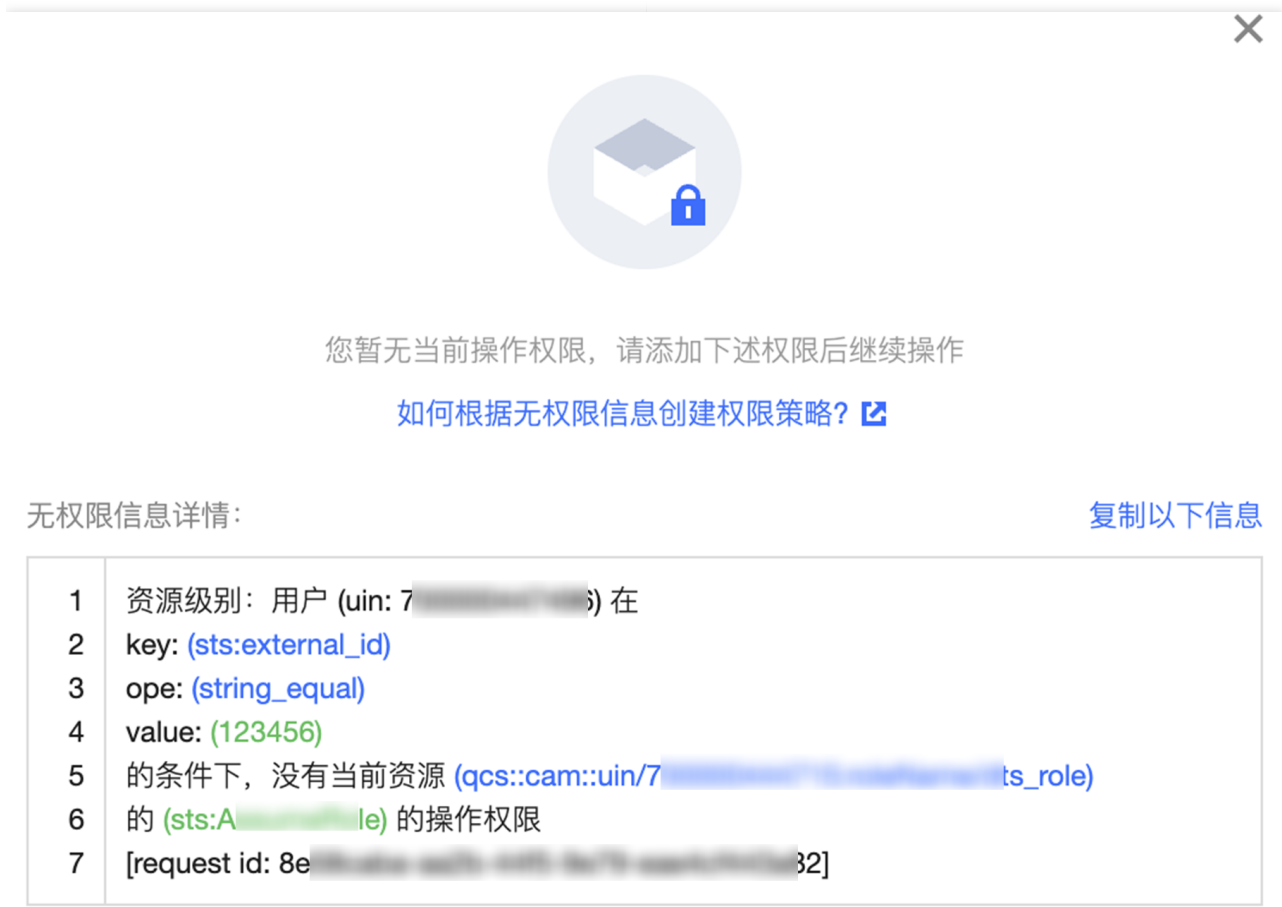 您暂无当前操作权限，请添加下述权限后继续操作
如何根据无权限信息创建权限策略?
无权限信息详情：
复制以下信息
1 资源级别：用户 (uin: 7 6) 在
2 key: (sts:external_id)
3 ope: (string_equal)
4 value: (123456)
5 的条件下，没有当前资源 (qcs::cam::uin/7 ts_role)
6 的 (sts:A le) 的操作权限
7 [request id: 8e 32]